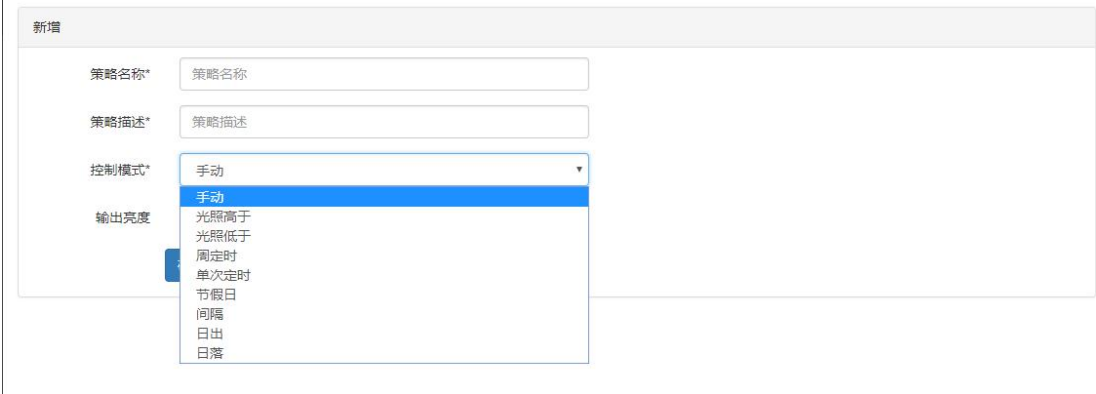 新增
策略名称* 策略名称
策略描述* 策略描述
控制模式* 手动
手动
输出亮度
光照高于
光照低于
周定时
单次定时
节假日
间隔
日出
日落